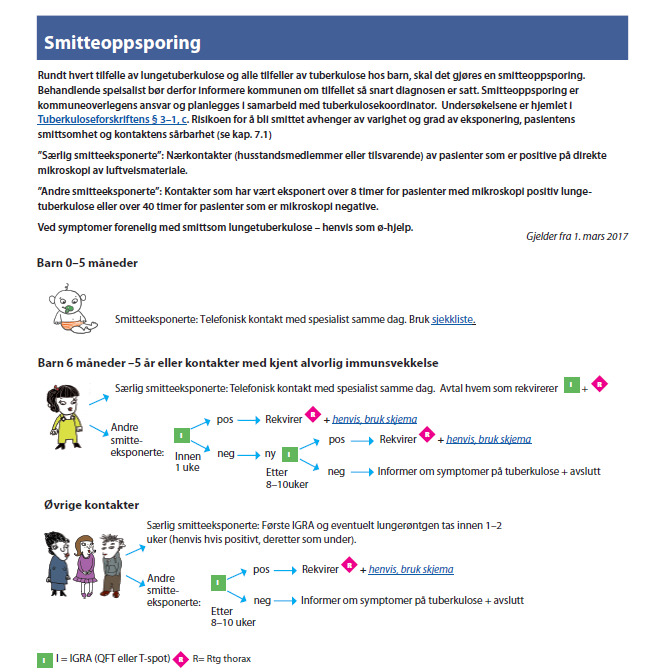 Smitteoppsporing
Rundt hvert tilfelle av lungetuberkulose og alle tilfeller av tuberkulose hos barn, skal det gjøres en smitteoppsporing.
Behandlende speisalist bør derfor informere kommunen om tilfellet så snart diagnosen er satt. Smitteoppsporing er
kommuneoverlegens ansvar og planlegges i samarbeid med tuberkulosekoordinator. Undersøkelsene er hjemlet i
Tuberkuloseforskriftens § 3–1, c. Risikoen for å bli smittet avhenger av varighet og grad av eksponering, pasientens
smittsomhet og kontaktens sårbarhet (se kap. 7.1)
"Særlig smitteeksponerte": Nærkontakter (husstandsmedlemmer eller tilsvarende) av pasienter som er positive på direkte
mikroskopi av luftveismateriale.
"Andre smitteeksponerte": Kontakter som har vært eksponert over 8 timer for pasienter med mikroskopi positiv lunge-
tuberkulose eller over 40 timer for pasienter som er mikroskopi negative.
Ved symptomer forenelig med smittsom lungetuberkulose – henvis som ø-hjelp.
Gjelder fra 1. mars 2017
Barn 0–5 måneder
Smitteeksponerte: Telefonisk kontakt med spesialist samme dag. Bruk sjekkliste.
Barn 6 måneder –5 år eller kontakter med kjent alvorlig immunsvekkelse
Særlig smitteeksponerte: Telefonisk kontakt med spesialist samme dag. Avtal hvem som rekvirerer I + R
Andre
smitte-
eksponerte:
I
Innen
1 uke
pos Rekvirer R + henvis, bruk skjema
neg ny I
Etter
8–10uker
pos Rekvirer R + henvis, bruk skjema
neg Informer om symptomer på tuberkulose + avslutt
Øvrige kontakter
Særlig smitteeksponerte: Første IGRA og eventuelt lungerøntgen tas innen 1–2
uker (henvis hvis positivt, deretter som under).
Andre
smitte-
eksponerte:
I
Etter
8–10 uker
pos Rekvirer R + henvis, bruk skjema
neg Informer om symptomer på tuberkulose + avslutt
I I = IGRA (QFT eller T-spot) R R= Rtg thorax